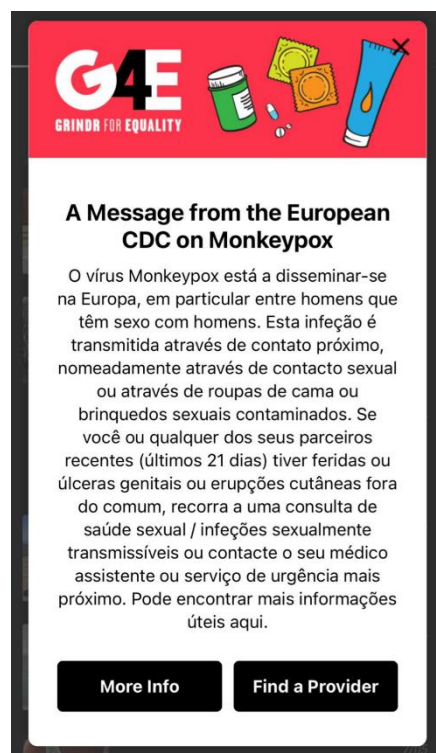 G4E
GRINDR FOR EQUALITY
A Message from the European
CDC on Monkeypox
O vírus Monkeypox está a disseminar-se
na Europa, em particular entre homens que
têm sexo com homens. Esta infeção é
transmitida através de contato próximo,
nomeadamente através de contacto sexual
ou através de roupas de cama ou
brinquedos sexuais contaminados. Se
você ou qualquer dos seus parceiros
recentes (últimos 21 dias) tiver feridas ou
úlceras genitais ou erupções cutâneas fora
do comum, recorra a uma consulta de
saúde sexual / infeções sexualmente
transmissíveis ou contacte o seu médico
assistente ou serviço de urgência mais
próximo. Pode encontrar mais informações
úteis aqui.
More Info
Find a Provider